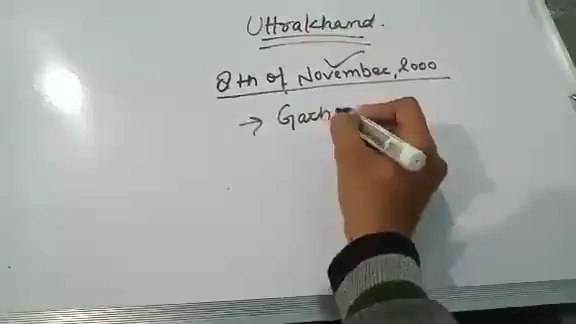 Uttrakhand.
8th of November, 2000
→ Garh